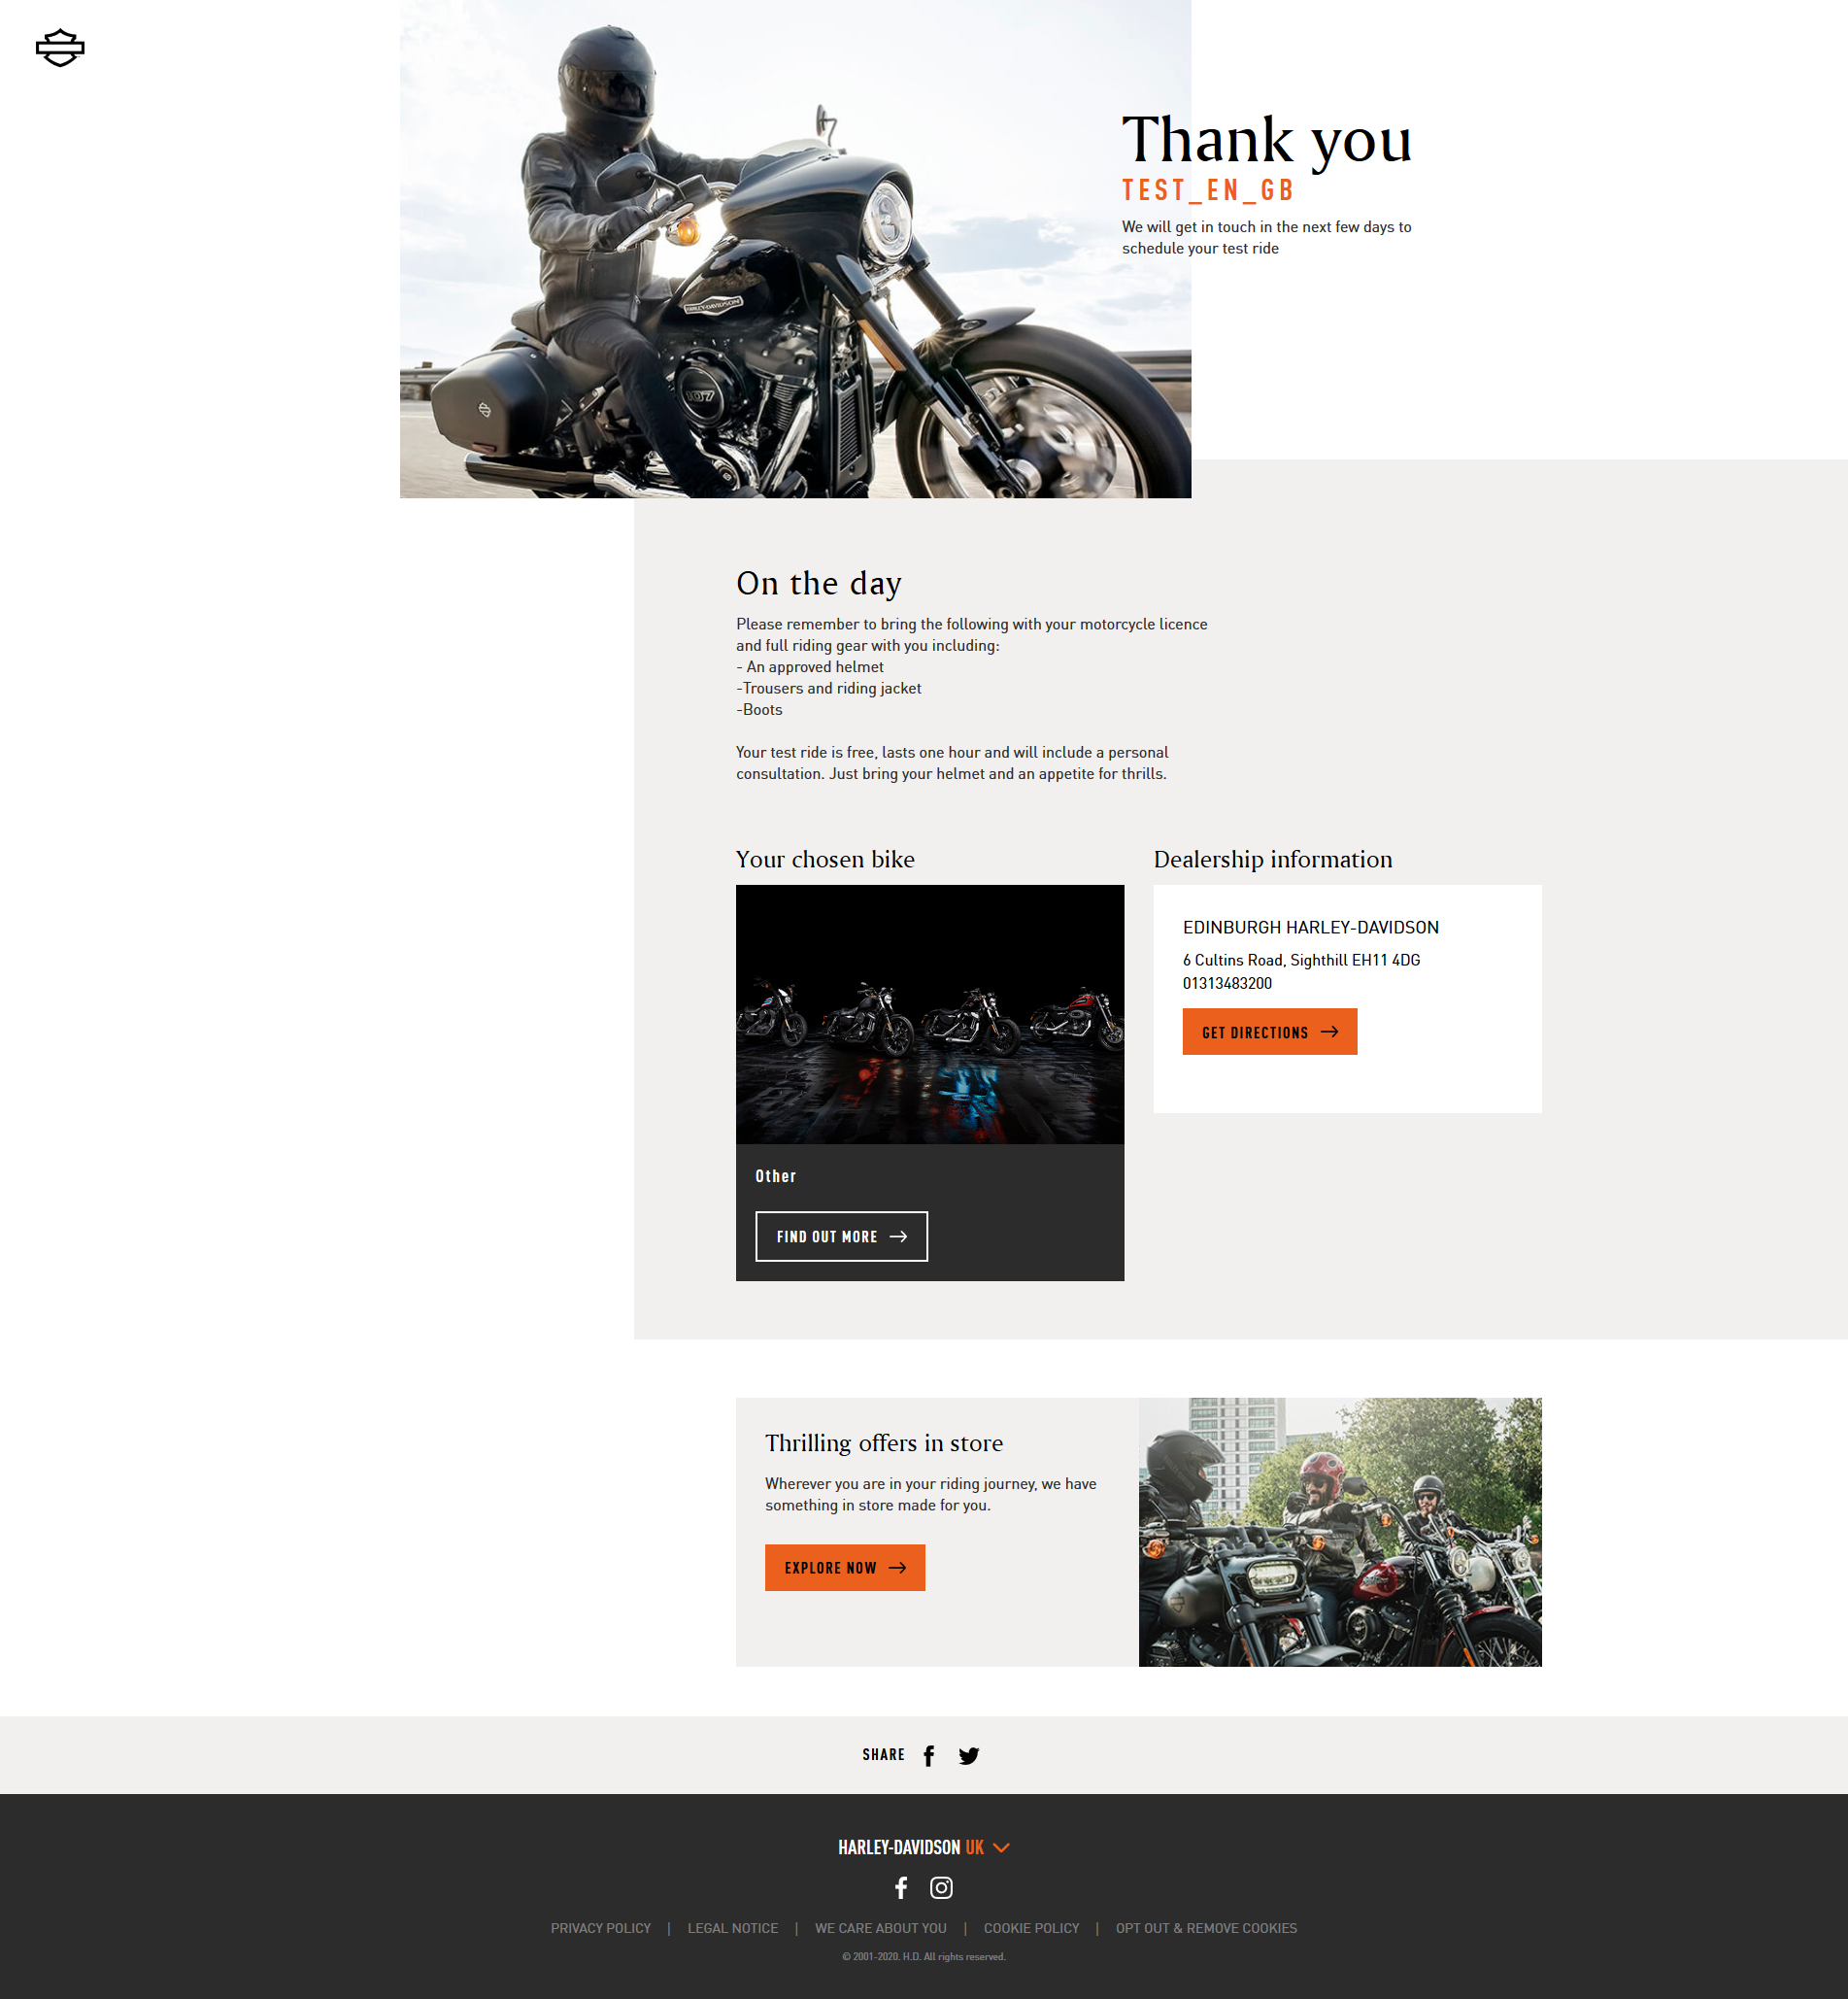 Thank you
TEST_EN_GB
We will get in touch in the next few days to
schedule your test ride
HARLEY-DAVIDSON
107
On the day
Please remember to bring the following with your motorcycle licence
and full riding gear with you including:
- An approved helmet
-Trousers and riding jacket
-Boots
Your test ride is free, lasts one hour and will include a personal
consultation. Just bring your helmet and an appetite for thrills.
Your chosen bike
Other
FIND OUT MORE
Dealership information
EDINBURGH HARLEY-DAVIDSON
6 Cultins Road, Sighthill EH11 4DG
01313483200
GET DIRECTIONS
Thrilling offers in store
Wherever you are in your riding journey, we have
something in store made for you.
EXPLORE NOW
SHARE
HARLEY-DAVIDSON UK
PRIVACY POLICY | LEGAL NOTICE | WE CARE ABOUT YOU | COOKIE POLICY | OPT OUT & REMOVE COOKIES
© 2001-2020. H.D. All rights reserved.